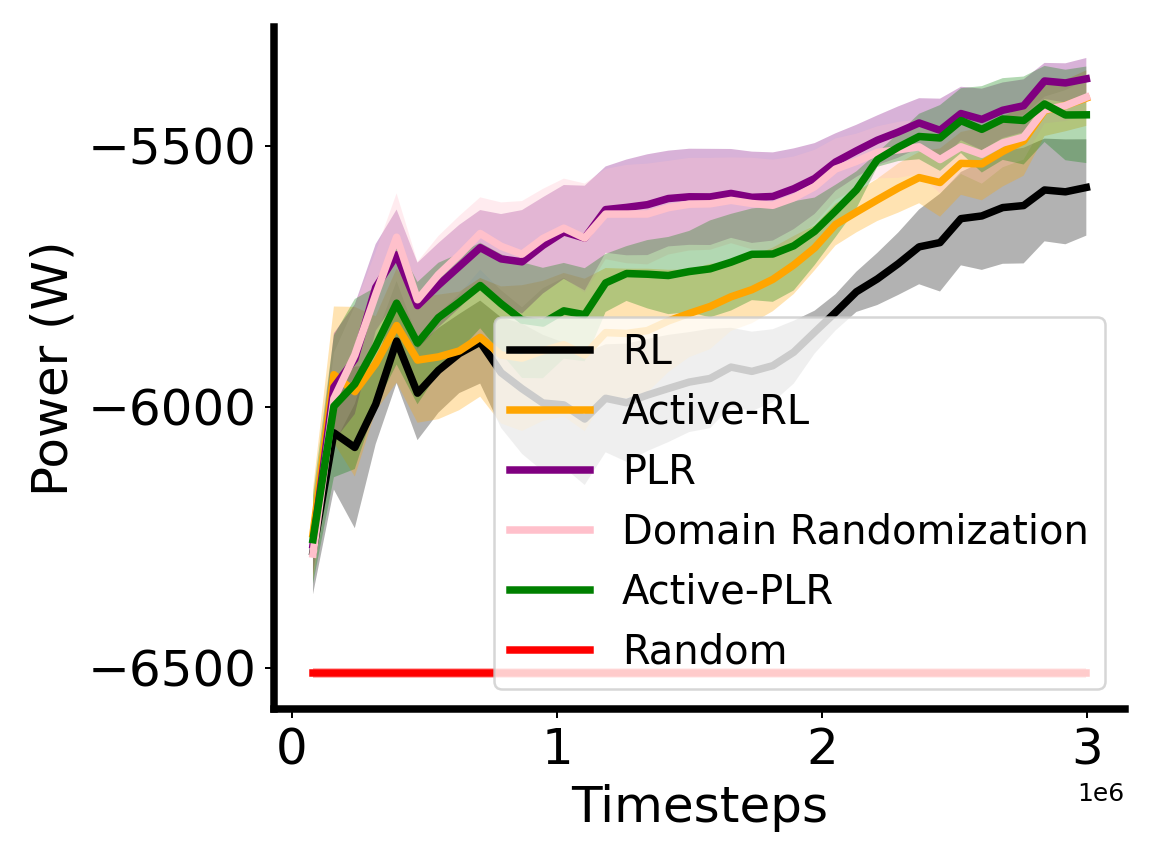 Power (W)
−5500
−6000
−6500
RL
Active-RL
PLR
Domain Randomization
Active-PLR
Random
0 1 2 3
1e6
Timesteps